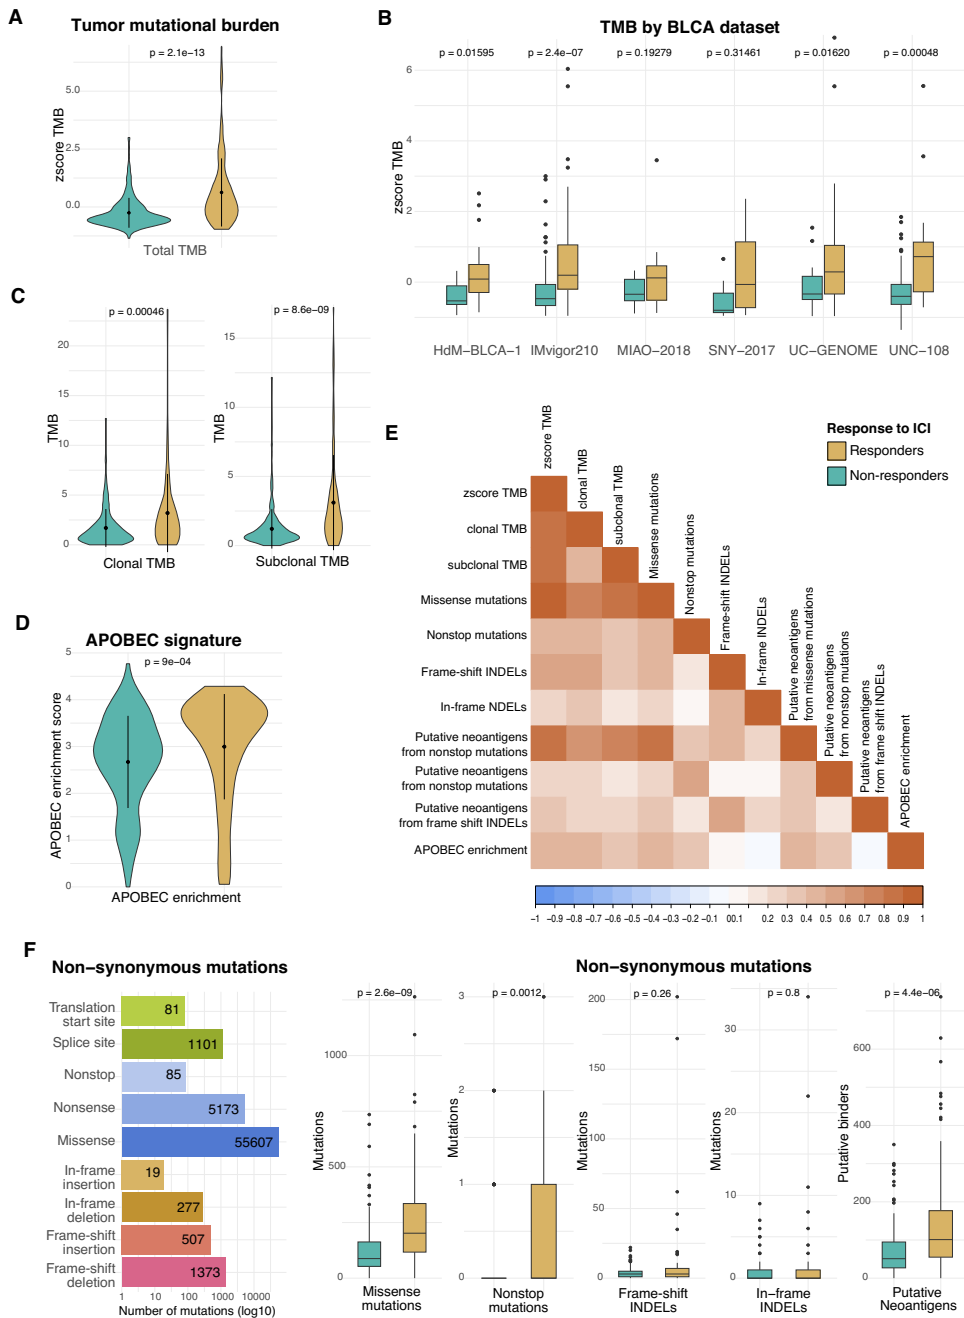 A
Tumor mutational burden
p = 2.1e−13
zscore TMB
5.0
2.5
0.0
Total TMB
B
TMB by BLCA dataset
p = 0.01595
p = 2.4e−07
p = 0.19279
p = 0.31461
p = 0.01620
p = 0.00048
zscore TMB
6
4
2
0
HdM−BLCA−1
IMvigor210
MIAO−2018
SNY−2017
UC−GENOME
UNC−108
C
p = 0.00046
TMB
20
15
10
5
0
Clonal TMB
p = 8.6e−09
TMB
15
10
5
0
Subclonal TMB
D
APOBEC signature
p = 9e−04
APOBEC enrichment score
5
4
3
2
1
0
APOBEC enrichment
E
Response to ICI
Responders
Non−responders
zscore TMB
clonal TMB
subclonal TMB
Missense mutations
Nonstop mutations
Frame−shift INDELs
In−frame INDELs
Putative neoantigens
from missense mutations
Putative neoantigens
from nonstop mutations
Putative neoantigens
from frame shift INDELs
APOBEC enrichment
zscore TMB
clonal TMB
subclonal TMB
Missense mutations
Nonstop mutations
Frame−shift INDELs
In−frame NDELs
Putative neoantigens
from nonstop mutations
Putative neoantigens
from nonstop mutations
Putative neoantigens
from frame shift INDELs
APOBEC enrichment
−1 −0.9 −0.8 −0.7 −0.6 −0.5 −0.4 −0.3 −0.2 −0.1 00.1 0.2 0.3 0.4 0.5 0.6 0.7 0.8 0.9 1
F
Non−synonymous mutations
Translation
start site
81
Splice site
1101
Nonstop
85
Nonsense
5173
Missense
55607
In−frame
insertion
19
In−frame
deletion
277
Frame−shift
insertion
507
Frame−shift
deletion
1373
1 10 100 1000 10000
Number of mutations (log10)
Non−synonymous mutations
p = 2.6e−09
Mutations
1000
500
0
Missense
mutations
p = 0.0012
Mutations
3
2
1
0
Nonstop
mutations
p = 0.26
Mutations
200
150
100
50
0
Frame−shift
INDELs
p = 0.8
Mutations
30
20
10
0
In−frame
INDELs
p = 4.4e−06
Putative binders
600
400
200
0
Putative
Neoantigens